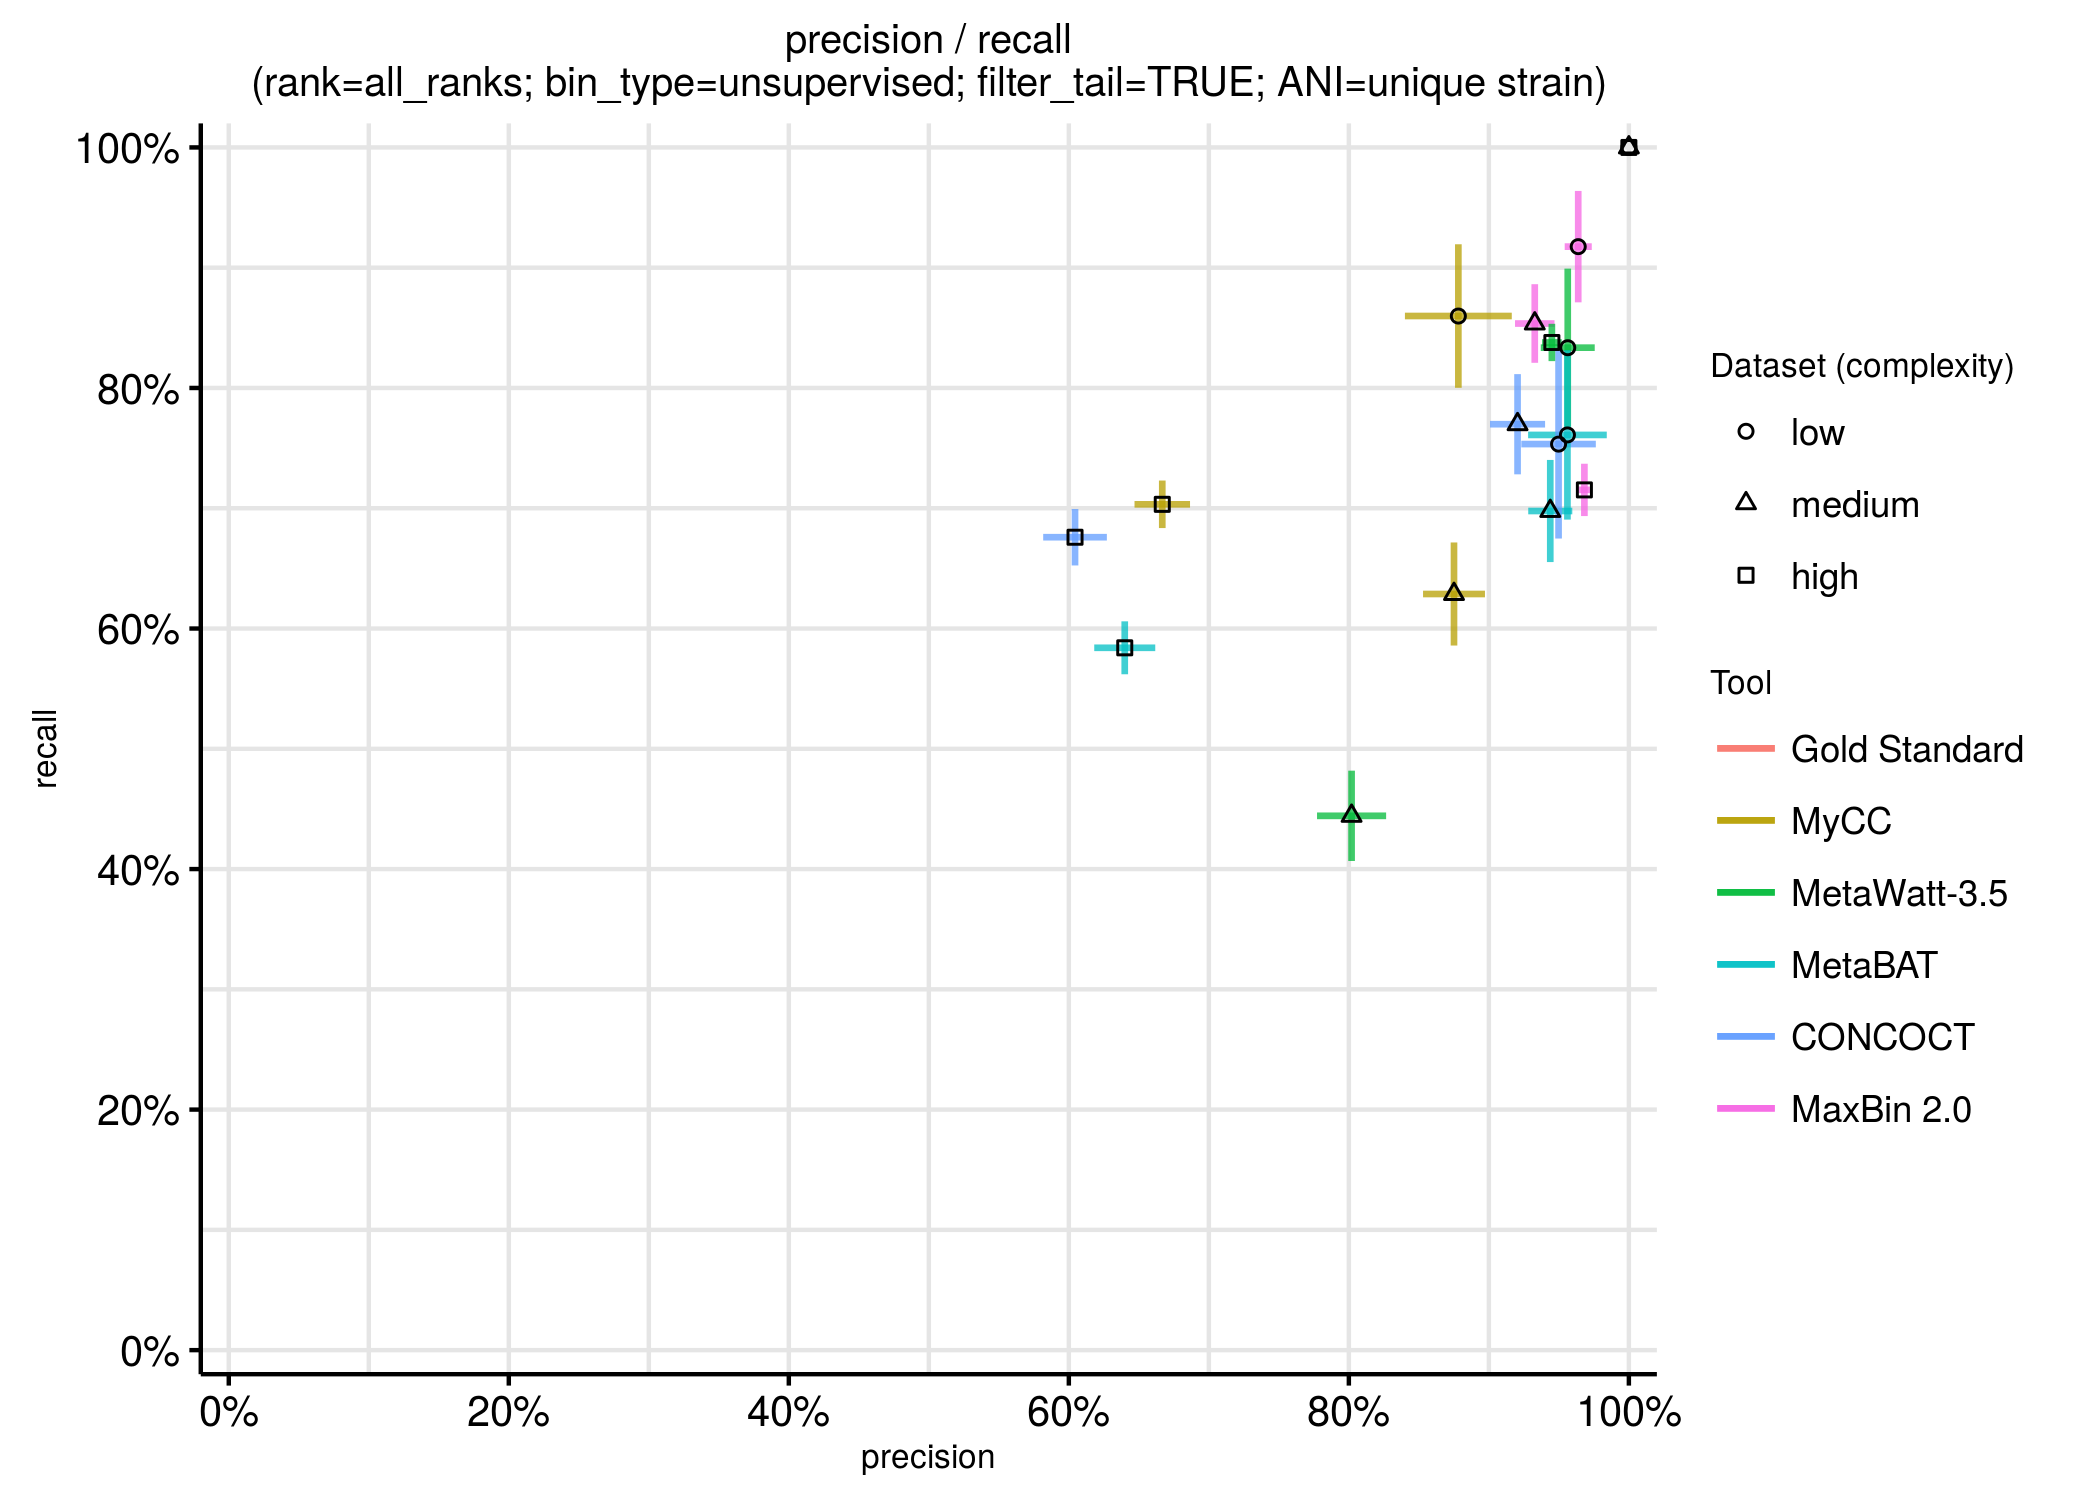 precision / recall
(rank=all_ranks; bin_type=unsupervised; filter_tail=TRUE; ANI=unique strain)
100%
80%
60%
40%
20%
0%
recall
0%
20%
40%
60%
80%
100%
precision
Dataset (complexity)
low
medium
high
Tool
Gold Standard
MyCC
MetaWatt-3.5
MetaBAT
CONCOCT
MaxBin 2.0